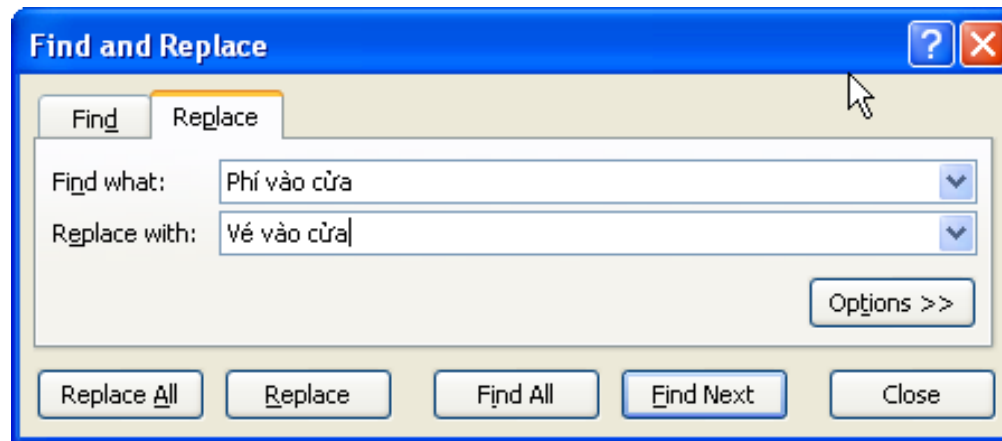 Find and Replace
Find Replace
Find what: Phí vào cửa
Replace with: Vé vào cửa
Options >>
Replace All Replace Find All Find Next Close